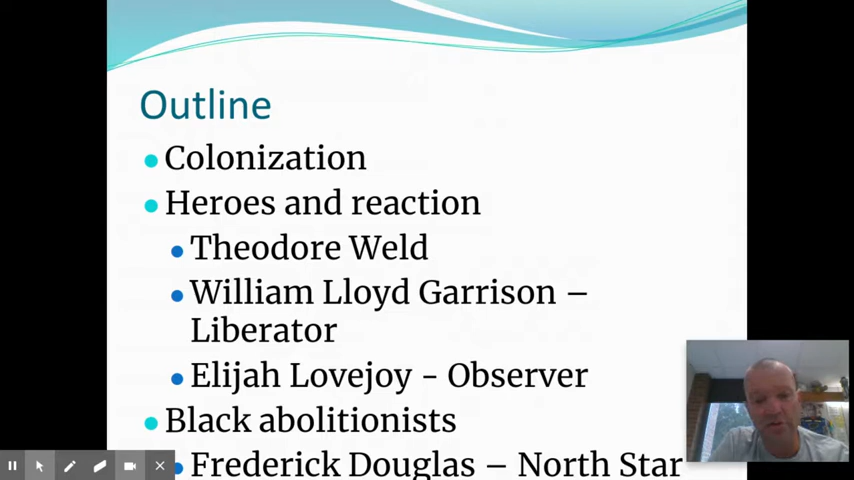 Outline
Colonization
Heroes and reaction
Theodore Weld
William Lloyd Garrison –
Liberator
Elijah Lovejoy - Observer
Black abolitionists
Frederick Douglas – North Star